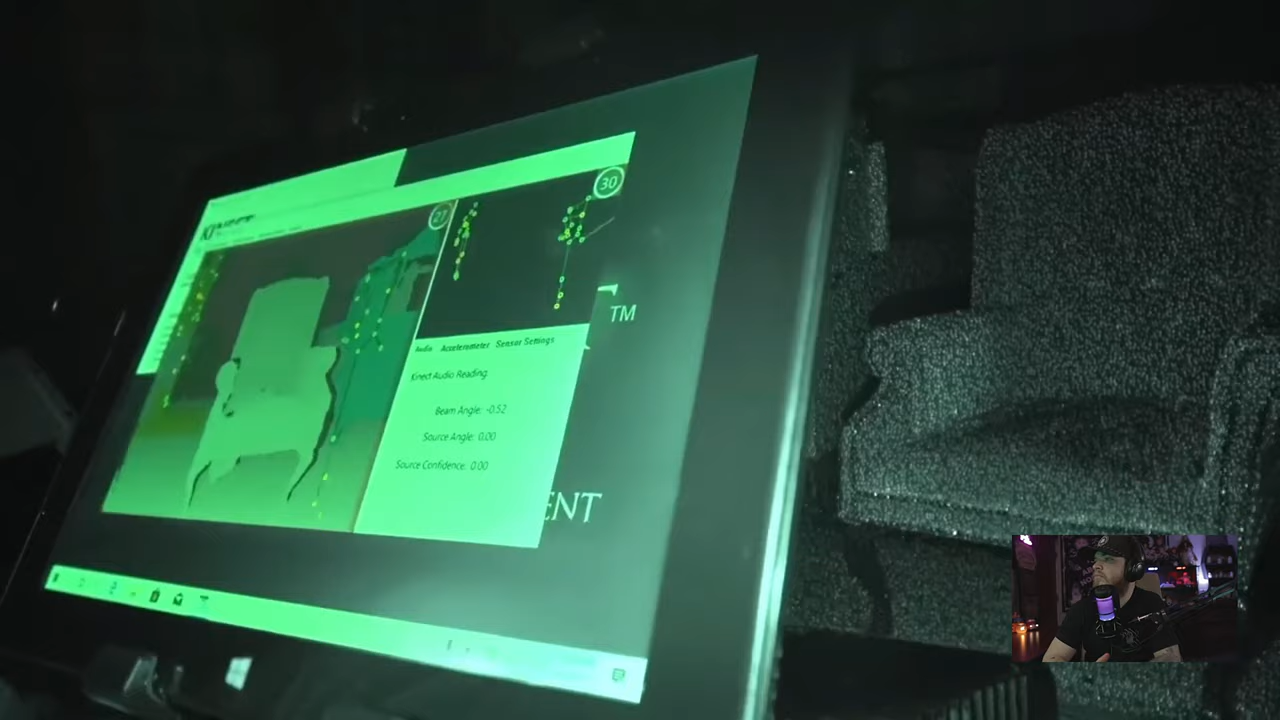 KINECT
27
30
TM
Audio Accelerometer Sensor Settings
Kinect Audio Reading
Beam Angle: -0.52
Source Angle: 0.00
Source Confidence: 0.00
ENT